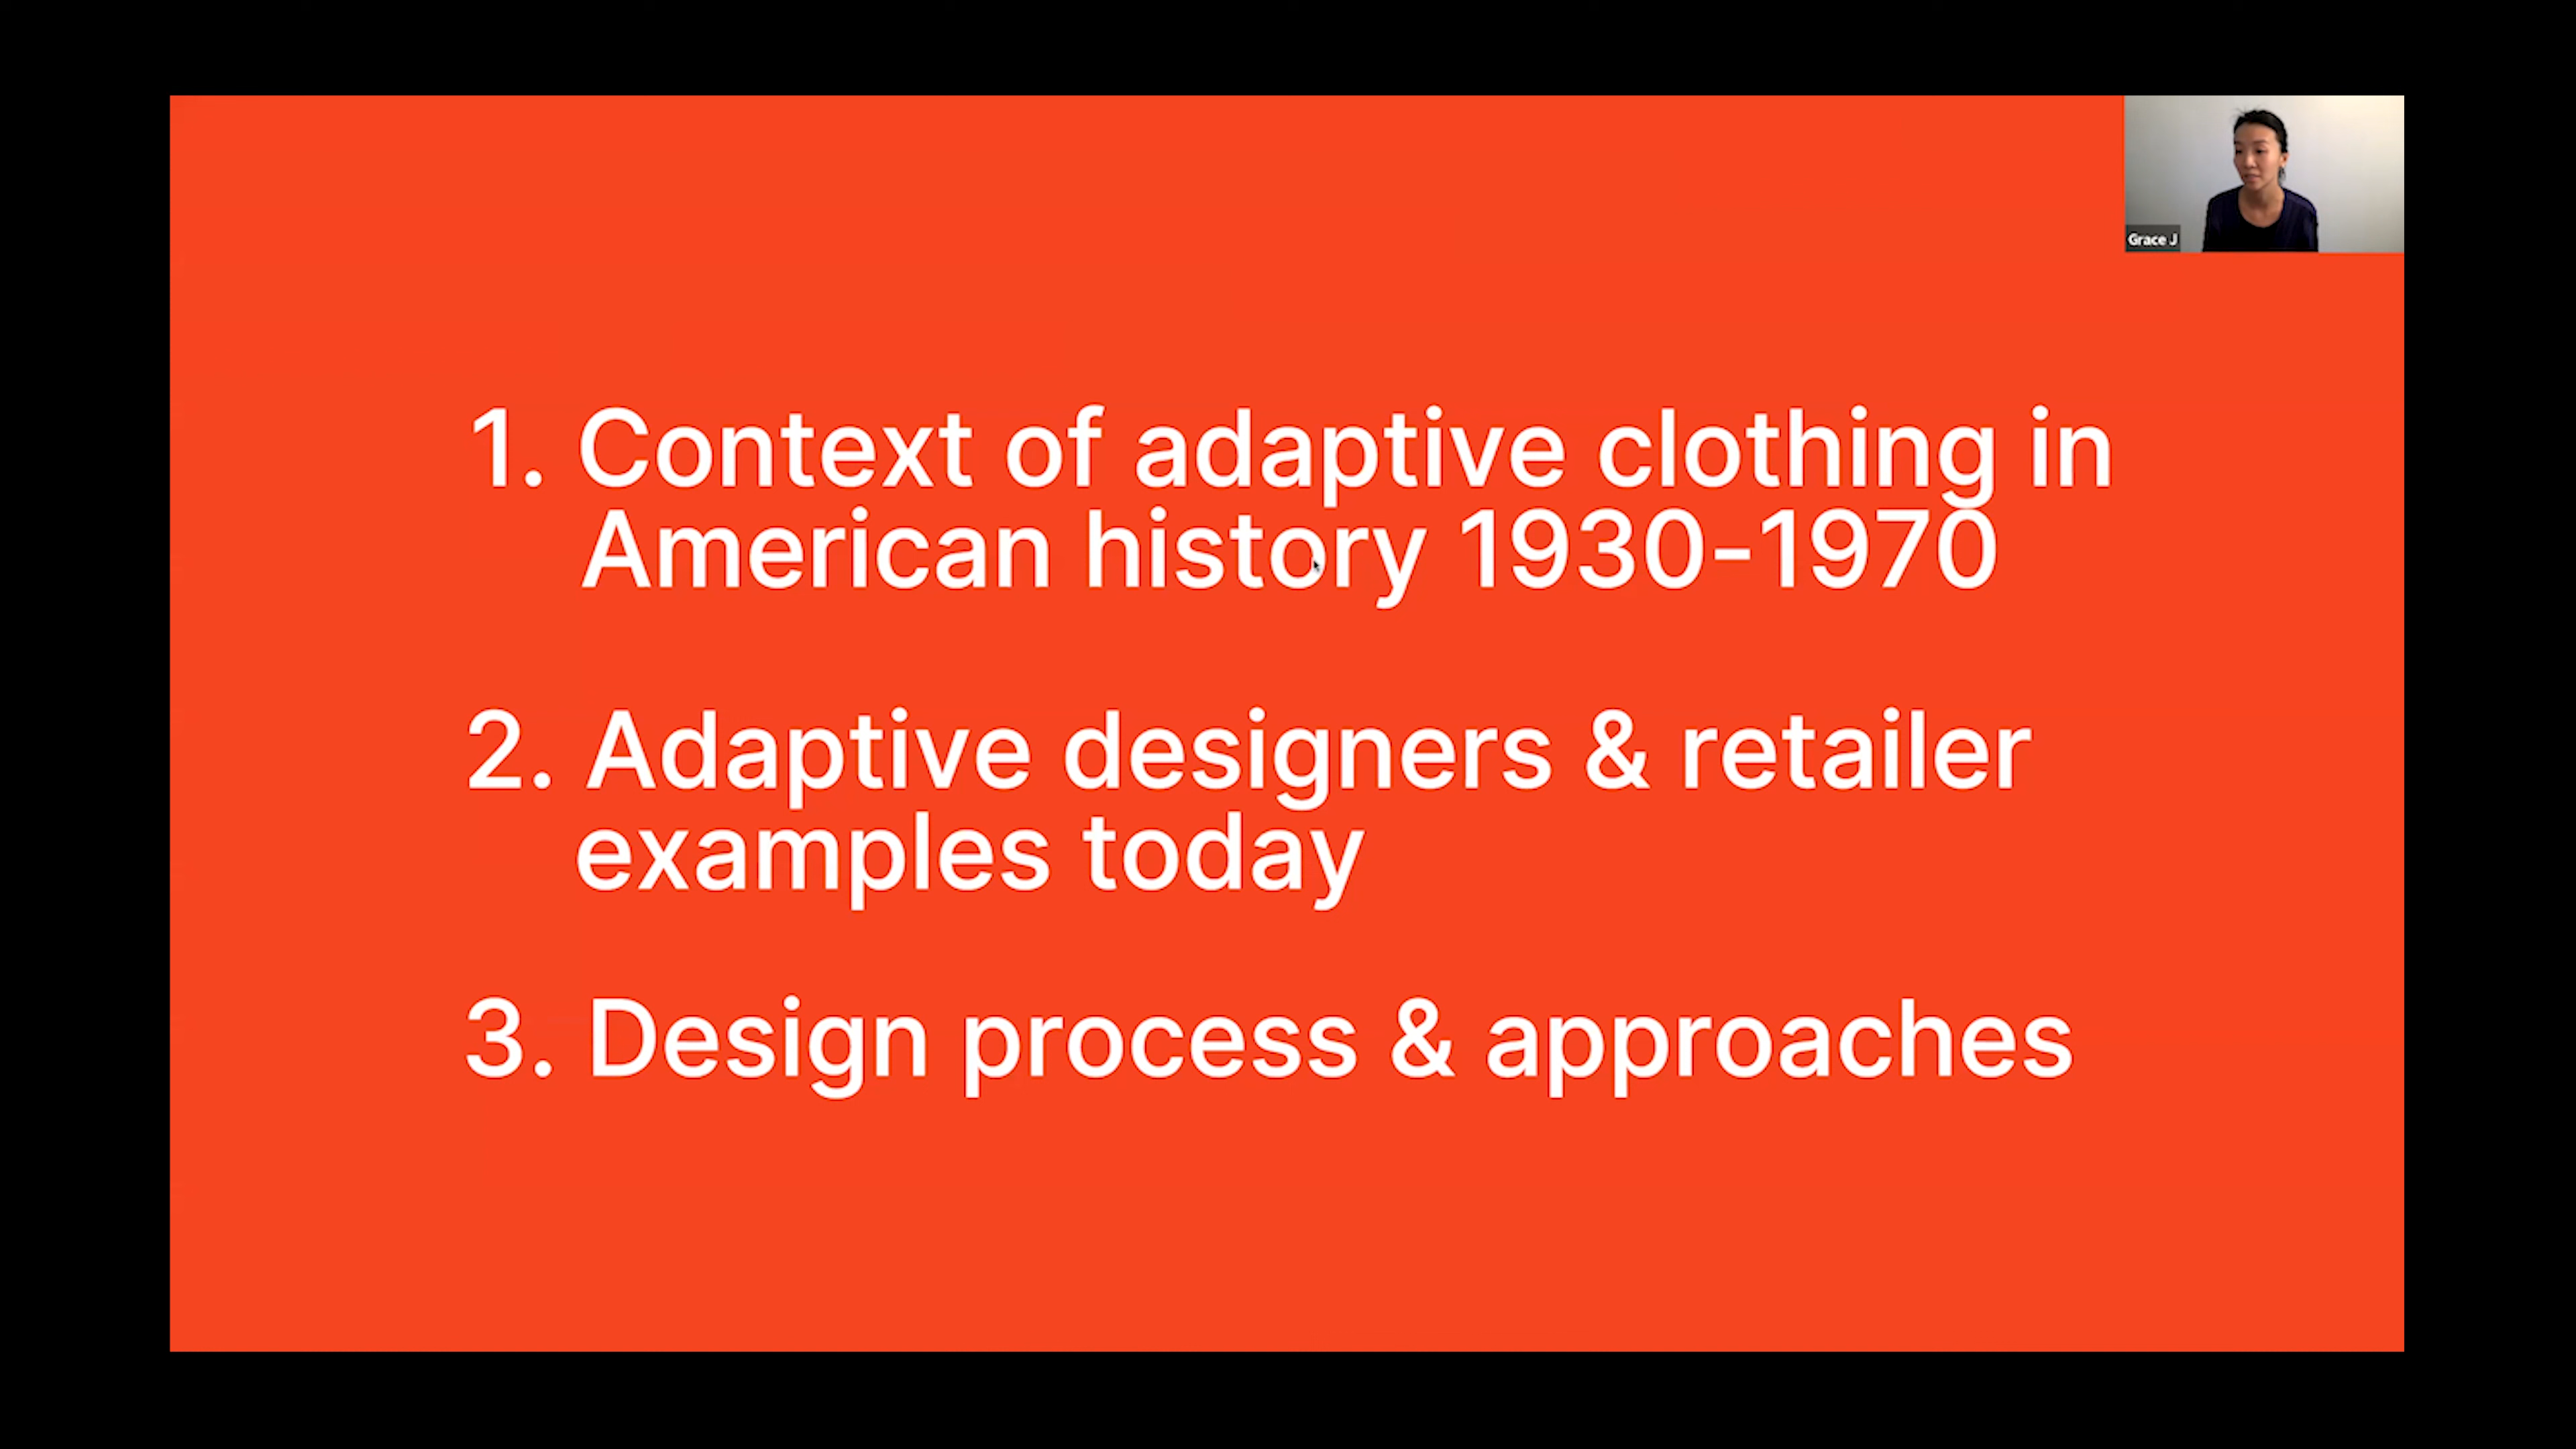 Grace J
1. Context of adaptive clothing in
American history 1930-1970
2. Adaptive designers & retailer
examples today
3. Design process & approaches